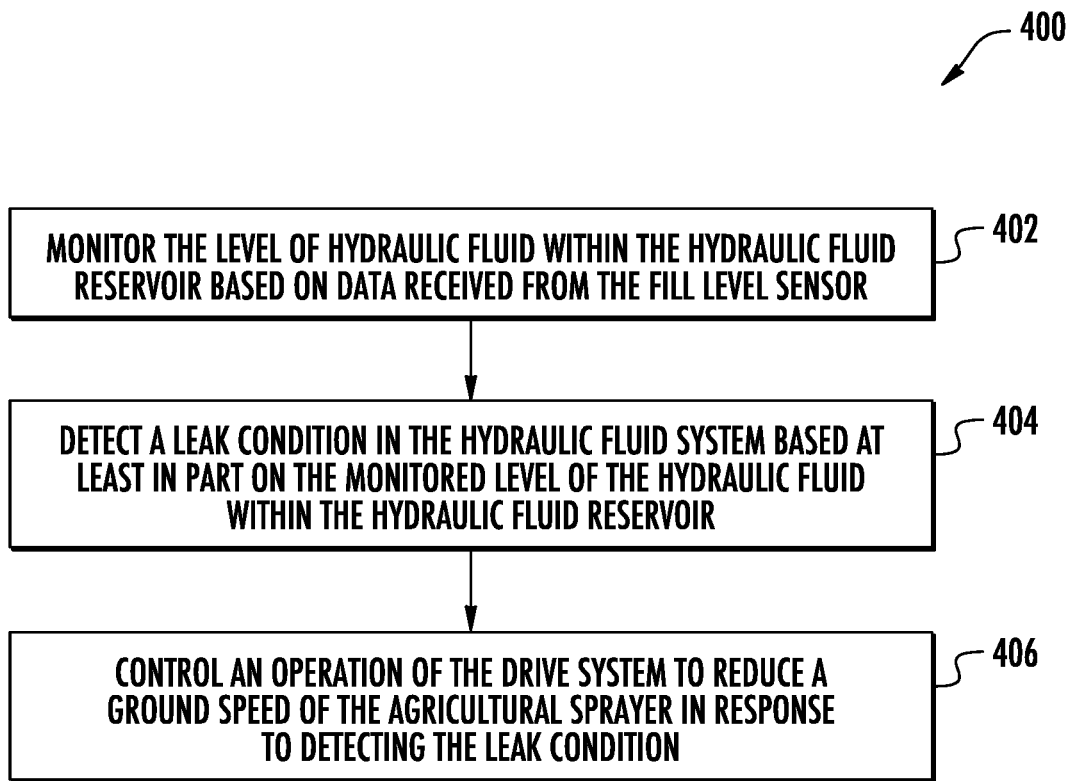 400
MONITOR THE LEVEL OF HYDRAULIC FLUID WITHIN THE HYDRAULIC FLUID
RESERVOIR BASED ON DATA RECEIVED FROM THE FILL LEVEL SENSOR
402
DETECT A LEAK CONDITION IN THE HYDRAULIC FLUID SYSTEM BASED AT
LEAST IN PART ON THE MONITORED LEVEL OF THE HYDRAULIC FLUID
WITHIN THE HYDRAULIC FLUID RESERVOIR
404
CONTROL AN OPERATION OF THE DRIVE SYSTEM TO REDUCE A
GROUND SPEED OF THE AGRICULTURAL SPRAYER IN RESPONSE
TO DETECTING THE LEAK CONDITION
406